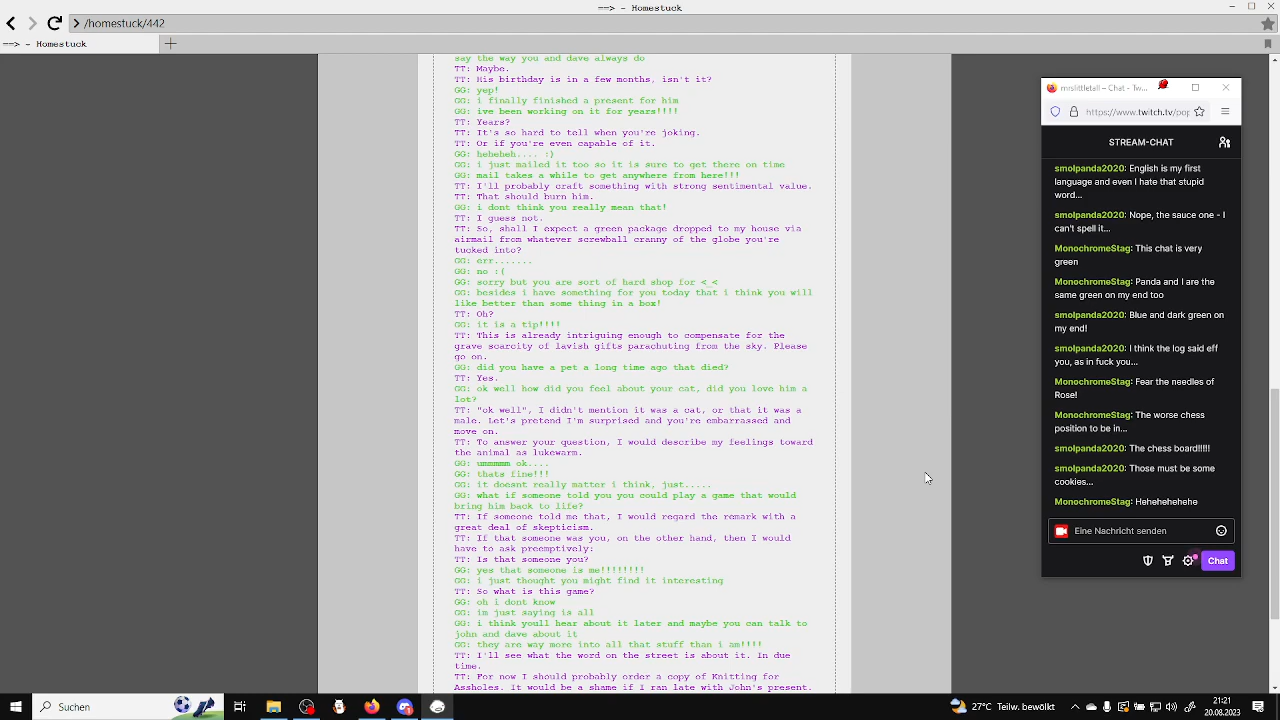 ==> - Homestuck
/homestuck/442
==> - Homestuck
say the way you and dave always do
TT: Maybe.
TT: His birthday is in a few months, isn't it?
GG: yep!
GG: i finally finished a present for him
GG: ive been working on it for years!!!!
TT: Years?
TT: It's so hard to tell when you're joking.
TT: Or if you're even capable of it.
GG: heheheh.... :)
GG: i just mailed it too so it is sure to get there on time
GG: mail takes a while to get anywhere from here!!!
TT: I'll probably craft something with strong sentimental value.
TT: That should burn him.
GG: i dont think you really mean that!
TT: I guess not.
TT: So, shall I expect a green package dropped to my house via
airmail from whatever screwball cranny of the globe you're
tucked into?
GG: err.......
GG: no :(
GG: sorry but you are sort of hard shop for <_<
GG: besides i have something for you today that i think you will
like better than some thing in a box!
TT: Oh?
GG: it is a tip!!!!
TT: This is already intriguing enough to compensate for the
grave scarcity of lavish gifts parachuting from the sky. Please
go on.
GG: did you have a pet a long time ago that died?
TT: Yes.
GG: ok well how did you feel about your cat, did you love him a
lot?
TT: "ok well", I didn't mention it was a cat, or that it was a
male. Let's pretend I'm surprised and you're embarrassed and
move on.
TT: To answer your question, I would describe my feelings toward
the animal as lukewarm.
GG: ummmmm ok....
GG: thats fine!!!
GG: it doesnt really matter i think, just.....
GG: what if someone told you you could play a game that would
bring him back to life?
TT: If someone told me that, I would regard the remark with a
great deal of skepticism.
TT: If that someone was you, on the other hand, then I would
have to ask preemptively:
TT: Is that someone you?
GG: yes that someone is me!!!!!!!!
GG: i just thought you might find it interesting
TT: So what is this game?
GG: oh i dont know
GG: im just saying is all
GG: i think youll hear about it later and maybe you can talk to
john and dave about it
GG: they are way more into all that stuff than i am!!!!
TT: I'll see what the word on the street is about it. In due
time.
TT: For now I should probably order a copy of Knitting for
Assholes. It would be a shame if I ran late with John's present.
mrslittletall – Chat - Tw...
https://www.twitch.tv/pop
STREAM-CHAT
smolpanda2020: English is my first
language and even I hate that stupid
word...
smolpanda2020: Nope, the sauce one - I
can't spell it...
MonochromeStag: This chat is very
green
MonochromeStag: Panda and I are the
same green on my end too
smolpanda2020: Blue and dark green on
my end!
smolpanda2020: I think the log said eff
you, as in fuck you...
MonochromeStag: Fear the needles of
Rose!
MonochromeStag: The worse chess
position to be in...
smolpanda2020: The chess board!!!!!
smolpanda2020: Those must be some
cookies...
MonochromeStag: Hehehehehehe
Eine Nachricht senden
Chat
Suchen
27°C Teilw. bewölkt
21:21
20.08.2023